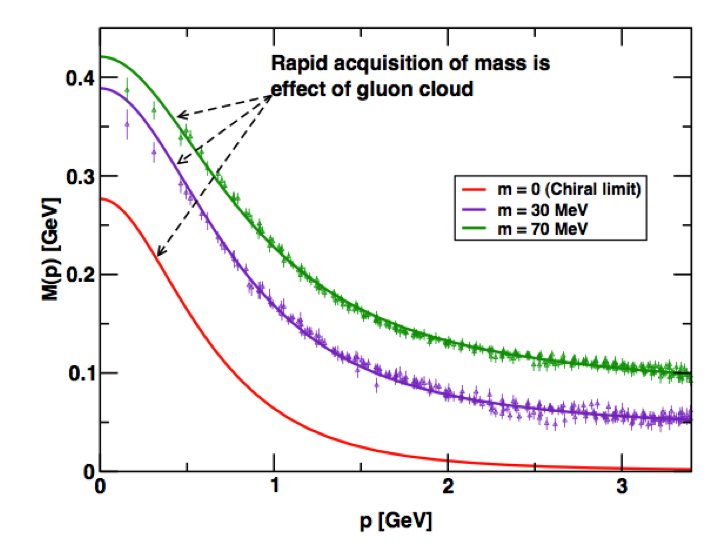 Rapid acquisition of mass is
effect of gluon cloud
m = 0 (Chiral limit)
m = 30 MeV
m = 70 MeV
M(p) [GeV]
0.4
0.3
0.2
0.1
0
0 1 2 3
p [GeV]